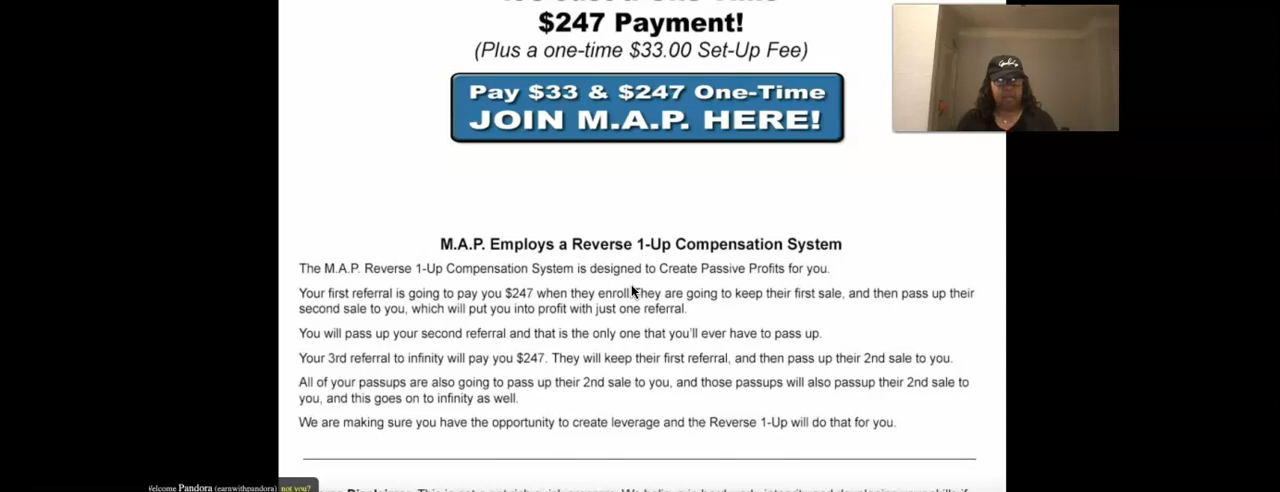 $247 Payment!
(Plus a one-time $33.00 Set-Up Fee)
Pay $33 & $247 One-Time
JOIN M.A.P. HERE!
M.A.P. Employs a Reverse 1-Up Compensation System
The M.A.P. Reverse 1-Up Compensation System is designed to Create Passive Profits for you.
Your first referral is going to pay you $247 when they enroll. They are going to keep their first sale, and then pass up their
second sale to you, which will put you into profit with just one referral.
You will pass up your second referral and that is the only one that you'll ever have to pass up.
Your 3rd referral to infinity will pay you $247. They will keep their first referral, and then pass up their 2nd sale to you.
All of your passups are also going to pass up their 2nd sale to you, and those passups will also passup their 2nd sale to
you, and this goes on to infinity as well.
We are making sure you have the opportunity to create leverage and the Reverse 1-Up will do that for you.
Pandora (earnwithpandora) not you?